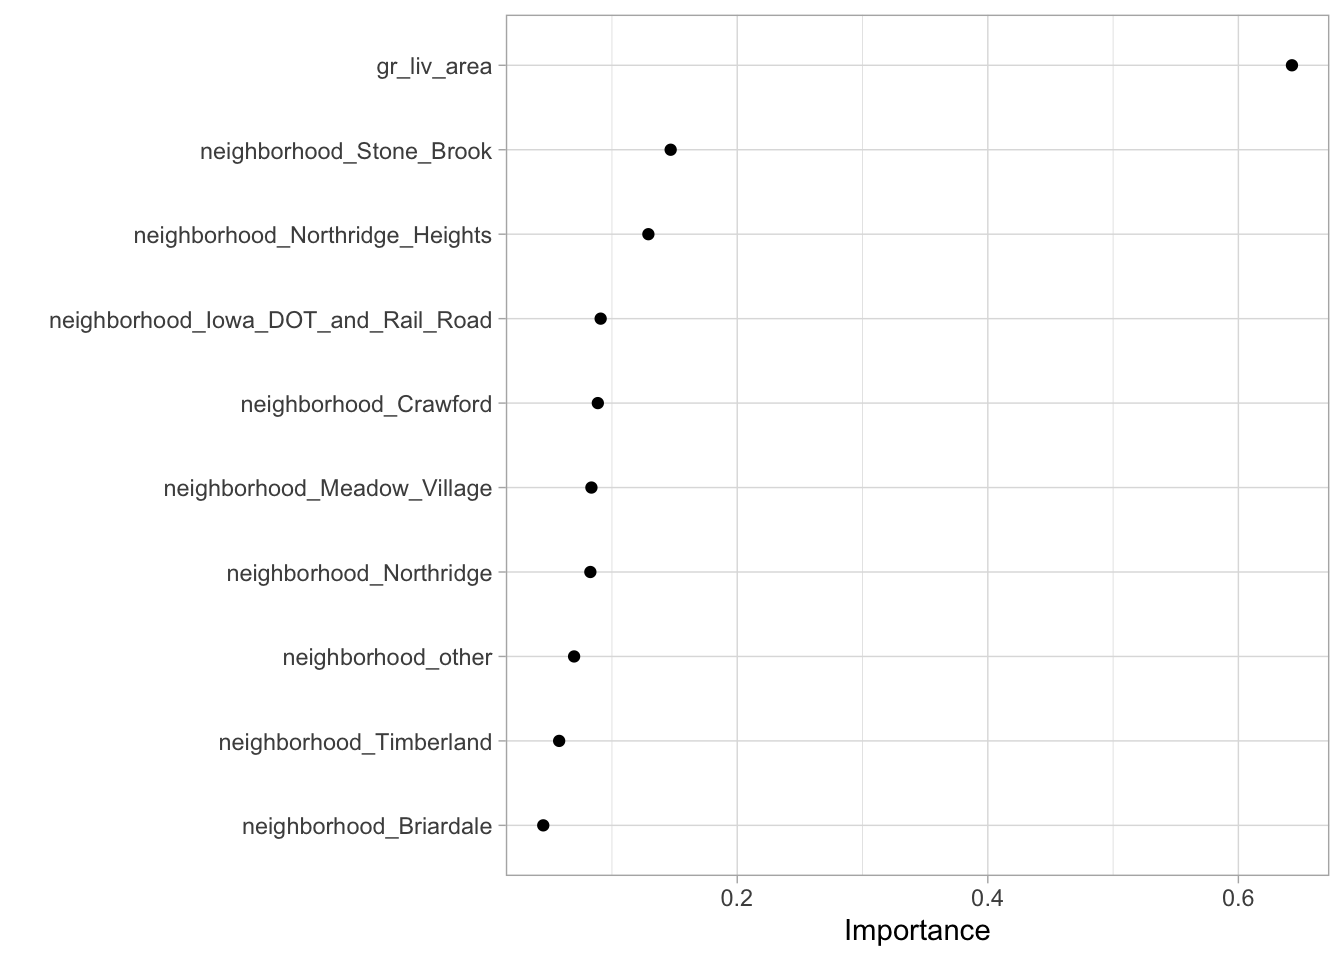 gr_liv_area
neighborhood_Stone_Brook
neighborhood_Northridge_Heights
neighborhood_Iowa_DOT_and_Rail_Road
neighborhood_Crawford
neighborhood_Meadow_Village
neighborhood_Northridge
neighborhood_other
neighborhood_Timberland
neighborhood_Briardale
0.2 0.4 0.6
Importance